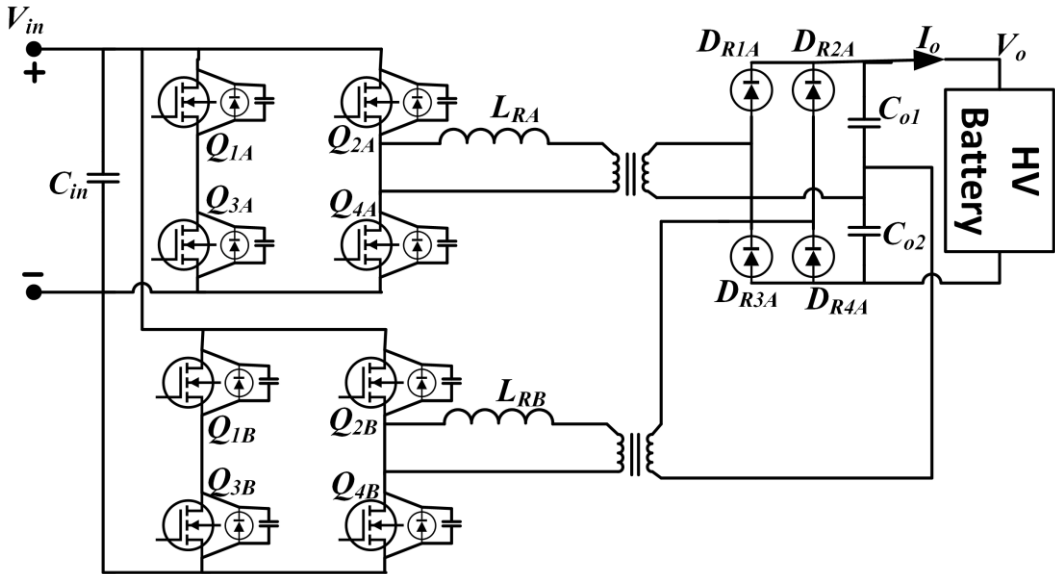 V_in
+
−
C_in
Q_1A
Q_2A
Q_3A
Q_4A
L_RA
D_R1A
D_R2A
I_o
V_o
C_o1
C_o2
HV
Battery
D_R3A
D_R4A
Q_1B
Q_2B
Q_3B
Q_4B
L_RB